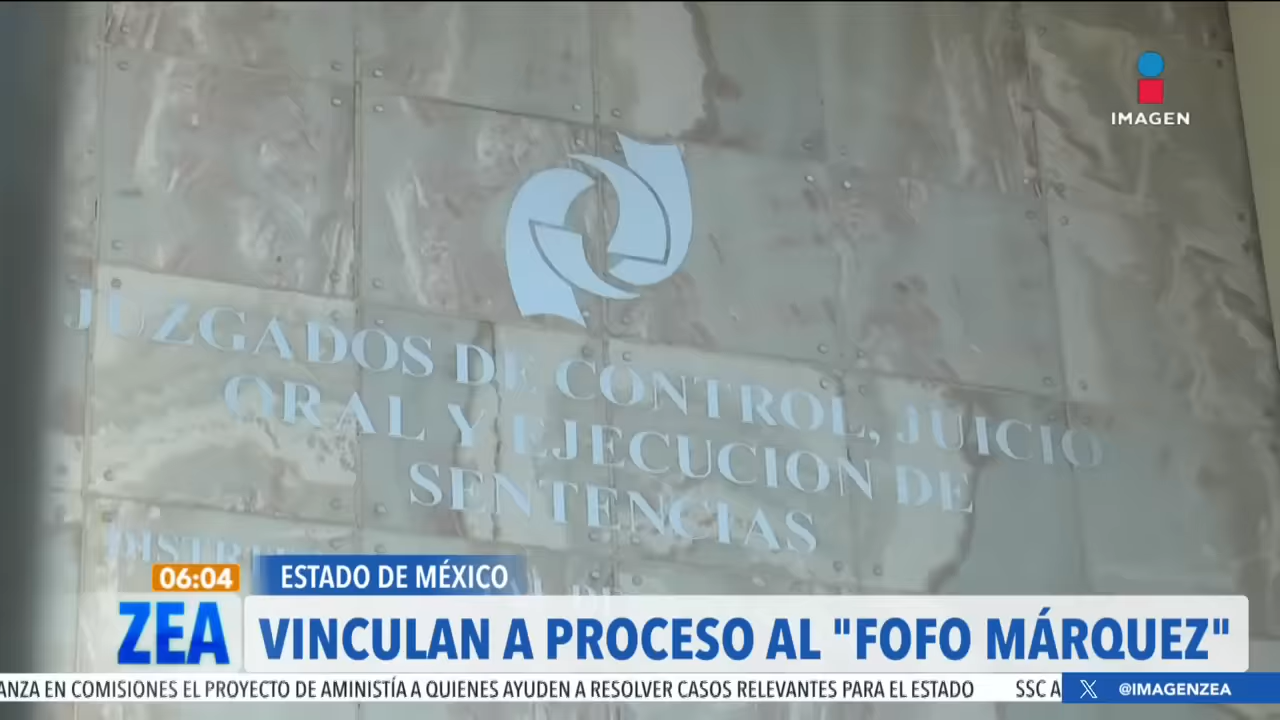 IMAGEN
JUZGADOS DE CONTROL, JUICIO
ORAL Y EJECUCION DE
SENTENCIAS
06:04
ESTADO DE MÉXICO
ZEA
VINCULAN A PROCESO AL "FOFO MÁRQUEZ"
ANZA EN COMISIONES EL PROYECTO DE AMINISTÍA A QUIENES AYUDEN A RESOLVER CASOS RELEVANTES PARA EL ESTADO SSC A
@IMAGENZEA